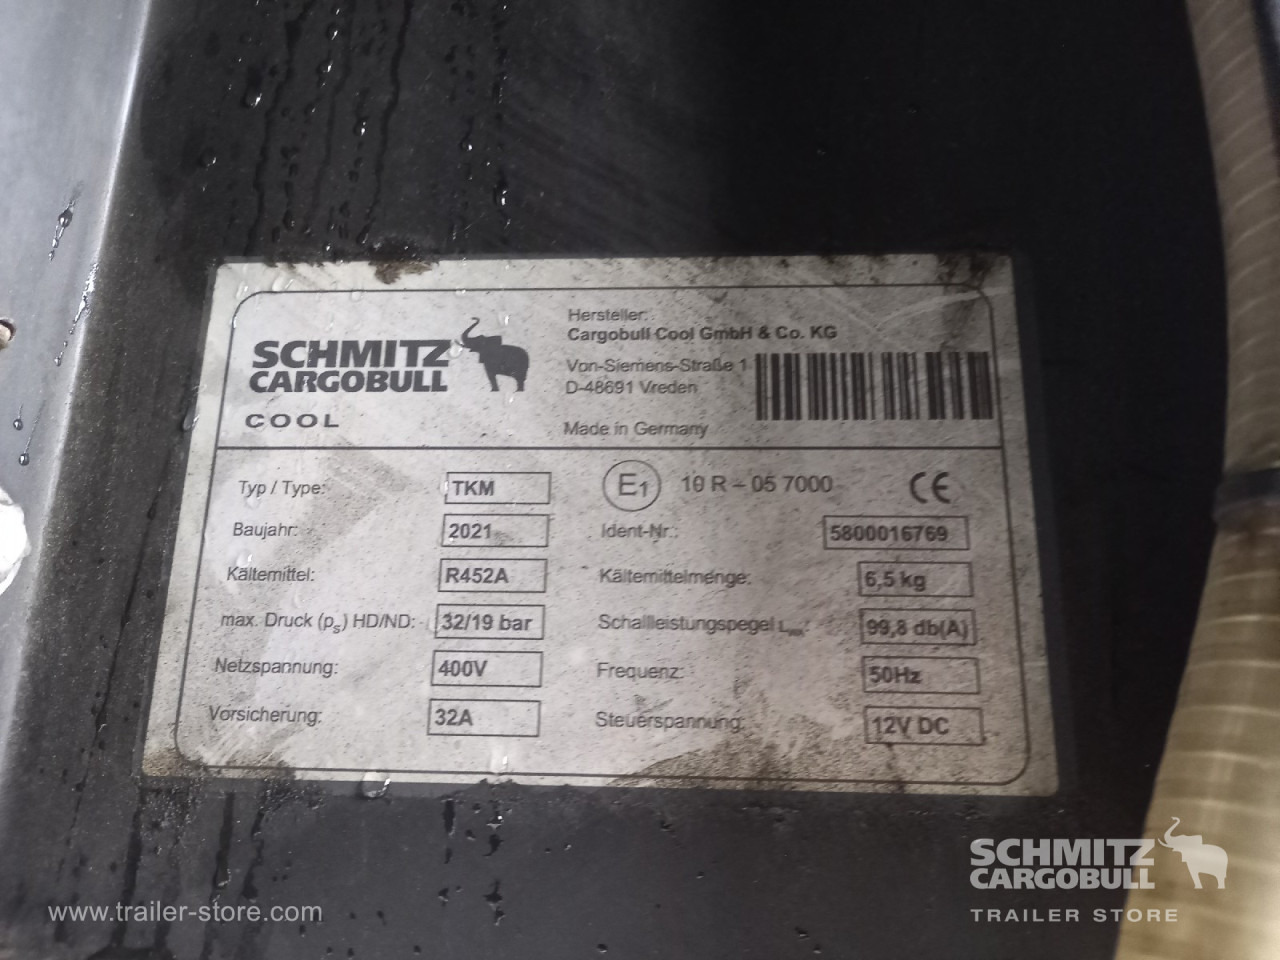 SCHMITZ
CARGOBULL
COOL
Hersteller:
Cargobull Cool GmbH & Co. KG
Von-Siemens-Straße 1
D-48691 Vreden
Made in Germany
Typ / Type: TKM
E1 10 R - 05 7000 CE
Baujahr: 2021
Ident-Nr.: 5800016769
Kältemittel: R452A
Kältemittelmenge: 6,5 kg
max. Druck (ps) HD/ND: 32/19 bar
Schallleistungspegel 99,8 db(A)
Netzspannung: 400V
Frequenz: 50Hz
Vorsicherung: 32A
Steuerspannung: 12V DC
SCHMITZ
CARGOBULL
TRAILER STORE
www.trailer-store.com